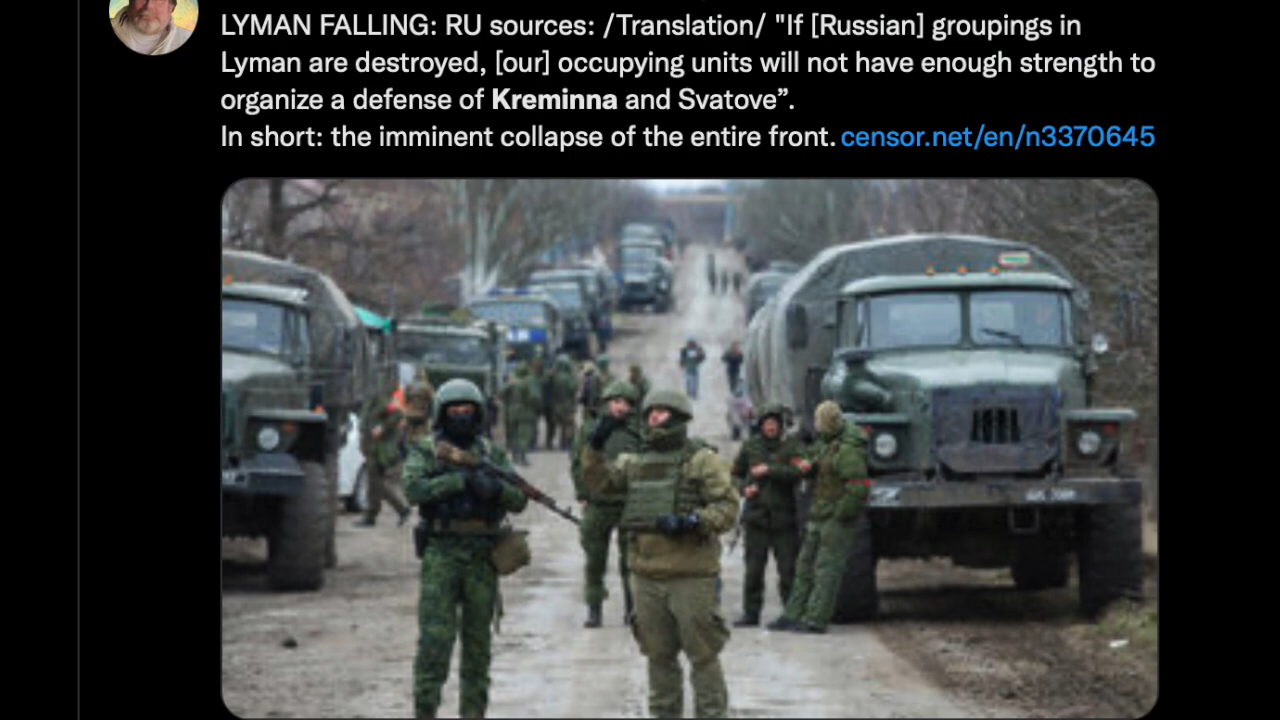 LYMAN FALLING: RU sources: /Translation/ "If [Russian] groupings in
Lyman are destroyed, [our] occupying units will not have enough strength to
organize a defense of Kreminna and Svatove”.
In short: the imminent collapse of the entire front. censor.net/en/n3370645